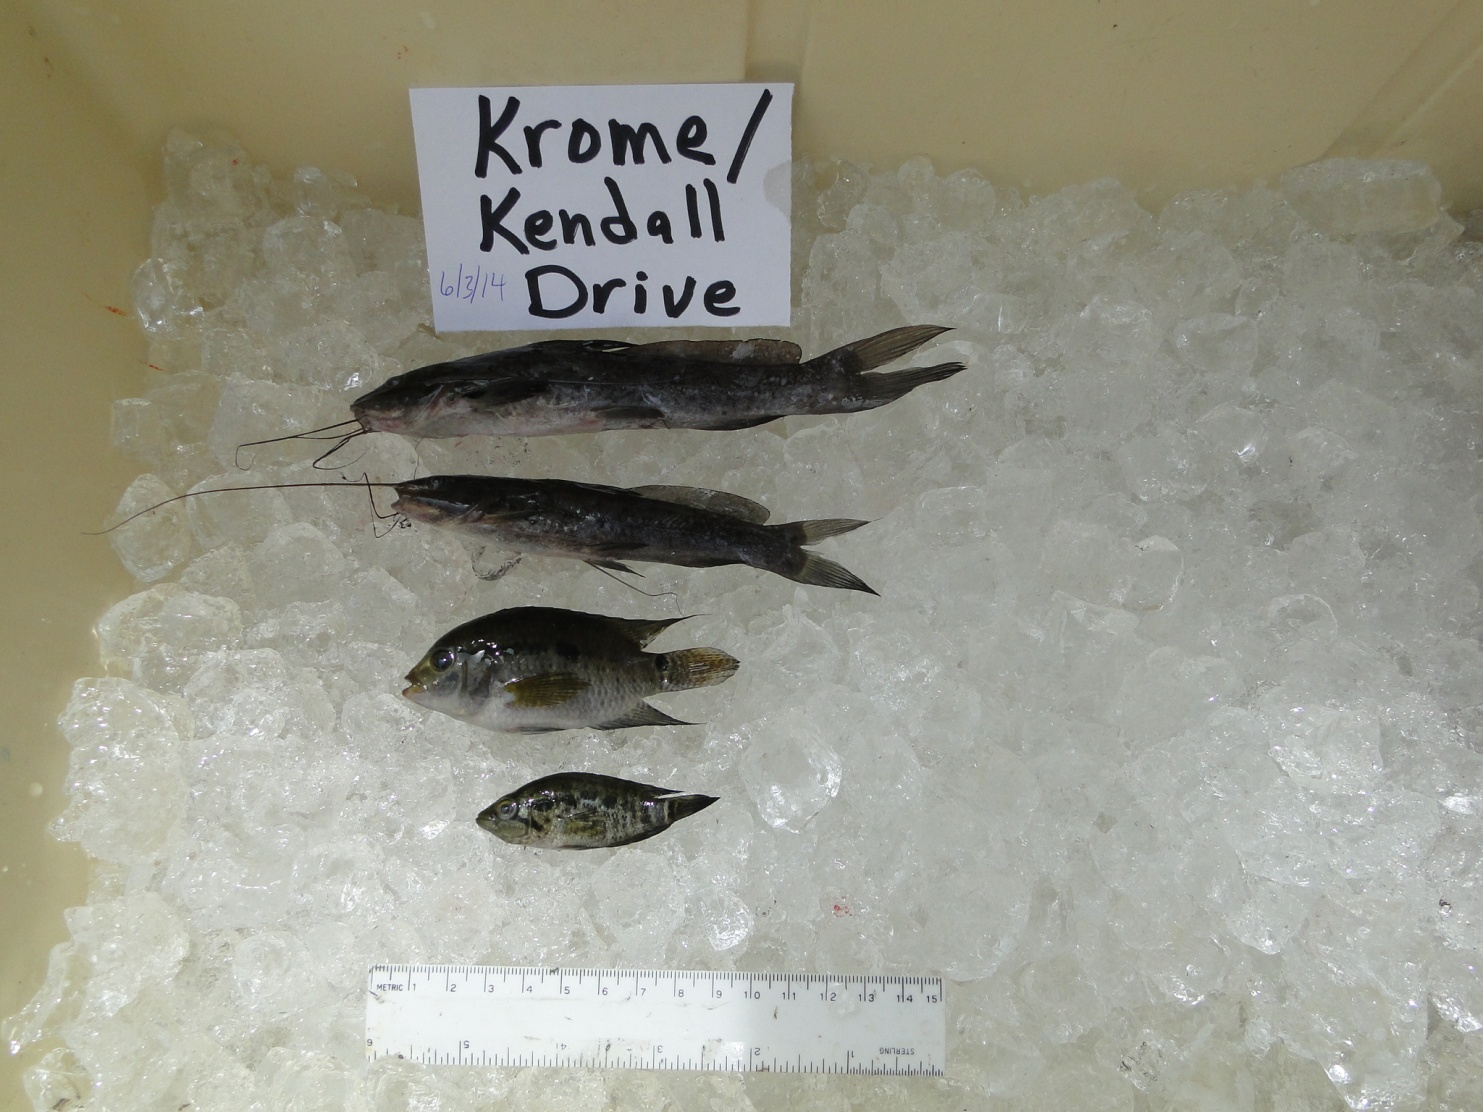 Krome/
Kendall
6/3/14 Drive
METRIC 1 2 3 4 5 6 7 8 9 10 11 12 13 14 15
6 5 4 3 2 1 STERLING